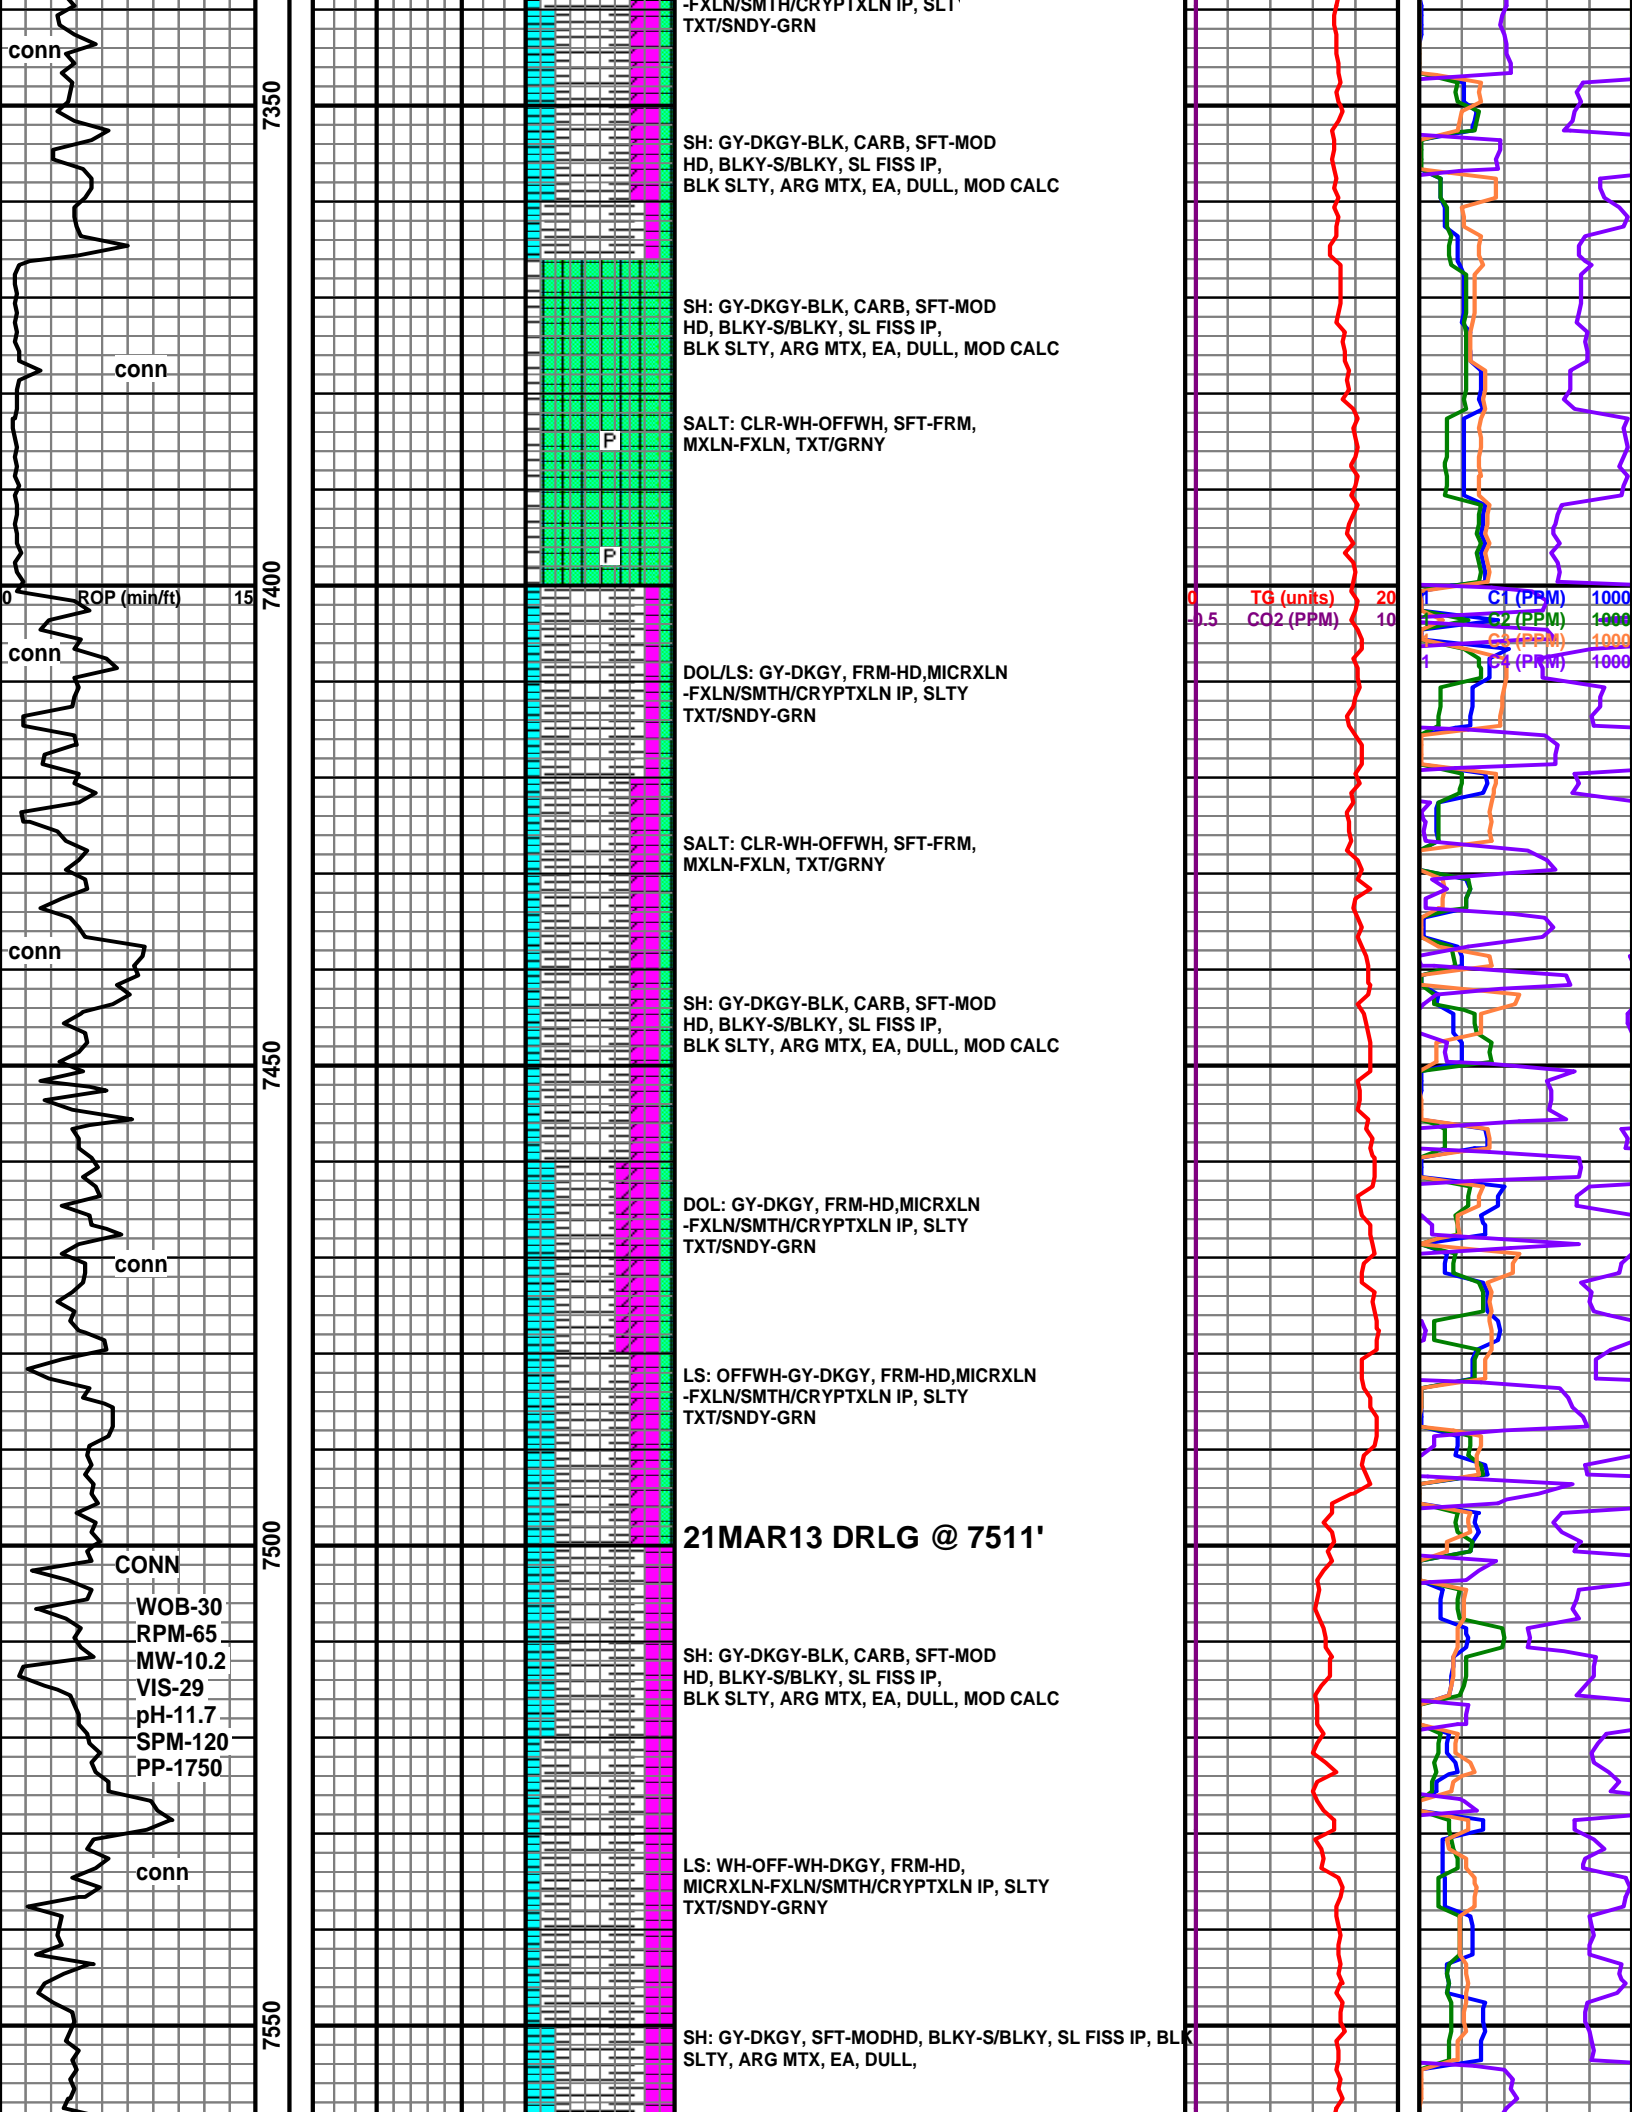 -FXLN/SMTH/CRYPTXLN IP, SLT
TXT/SNDY-GRN
conn
7350
SH: GY-DKGY-BLK, CARB, SFT-MOD
HD, BLKY-S/BLKY, SL FISS IP,
BLK SLTY, ARG MTX, EA, DULL, MOD CALC
SH: GY-DKGY-BLK, CARB, SFT-MOD
HD, BLKY-S/BLKY, SL FISS IP,
BLK SLTY, ARG MTX, EA, DULL, MOD CALC
conn
SALT: CLR-WH-OFFWH, SFT-FRM,
MXLN-FXLN, TXT/GRNY
P
P
7400
0 ROP (min/ft) 15
0 TG (units) 20
1 C1 (PPM) 1000
-0.5 CO2 (PPM) 10
1 C2 (PPM) 1000
1 C3 (PPM) 1000
1 C4 (PPM) 1000
conn
DOL/LS: GY-DKGY, FRM-HD,MICRXLN
-FXLN/SMTH/CRYPTXLN IP, SLTY
TXT/SNDY-GRN
SALT: CLR-WH-OFFWH, SFT-FRM,
MXLN-FXLN, TXT/GRNY
conn
SH: GY-DKGY-BLK, CARB, SFT-MOD
HD, BLKY-S/BLKY, SL FISS IP,
BLK SLTY, ARG MTX, EA, DULL, MOD CALC
7450
DOL: GY-DKGY, FRM-HD,MICRXLN
-FXLN/SMTH/CRYPTXLN IP, SLTY
TXT/SNDY-GRN
conn
LS: OFFWH-GY-DKGY, FRM-HD,MICRXLN
-FXLN/SMTH/CRYPTXLN IP, SLTY
TXT/SNDY-GRN
21MAR13 DRLG @ 7511'
7500
CONN
WOB-30
RPM-65
MW-10.2
VIS-29
pH-11.7
SPM-120
PP-1750
SH: GY-DKGY-BLK, CARB, SFT-MOD
HD, BLKY-S/BLKY, SL FISS IP,
BLK SLTY, ARG MTX, EA, DULL, MOD CALC
conn
LS: WH-OFF-WH-DKGY, FRM-HD,
MICRXLN-FXLN/SMTH/CRYPTXLN IP, SLTY
TXT/SNDY-GRNY
7550
SH: GY-DKGY, SFT-MODHD, BLKY-S/BLKY, SL FISS IP, BLK
SLTY, ARG MTX, EA, DULL,